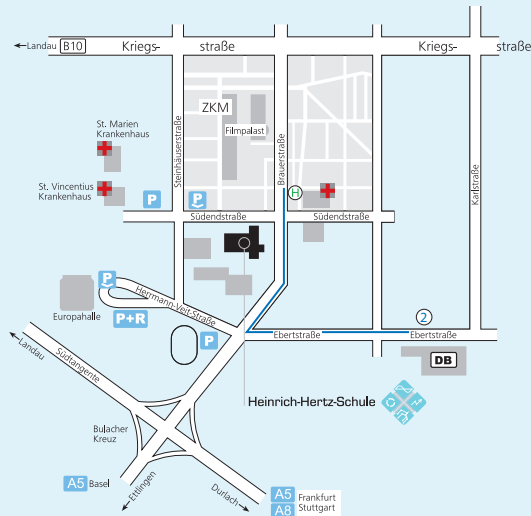 Landau
B10
Kriegs-
straße
Kriegs-
straße
ZKM
Filmpalast
St. Marien
Krankenhaus
St. Vincentius
Krankenhaus
Steinhäuserstraße
Brauerstraße
Karlstraße
P
P
H
Südendstraße
Südendstraße
P
Herrmann-Veit-Straße
Europahalle
P+R
P
2
Ebertstraße
Ebertstraße
DB
Landau
Südtangente
Heinrich-Hertz-Schule
Bulacher
Kreuz
A5
Basel
Ettlingen
Durlach
A5
Frankfurt
A8
Stuttgart